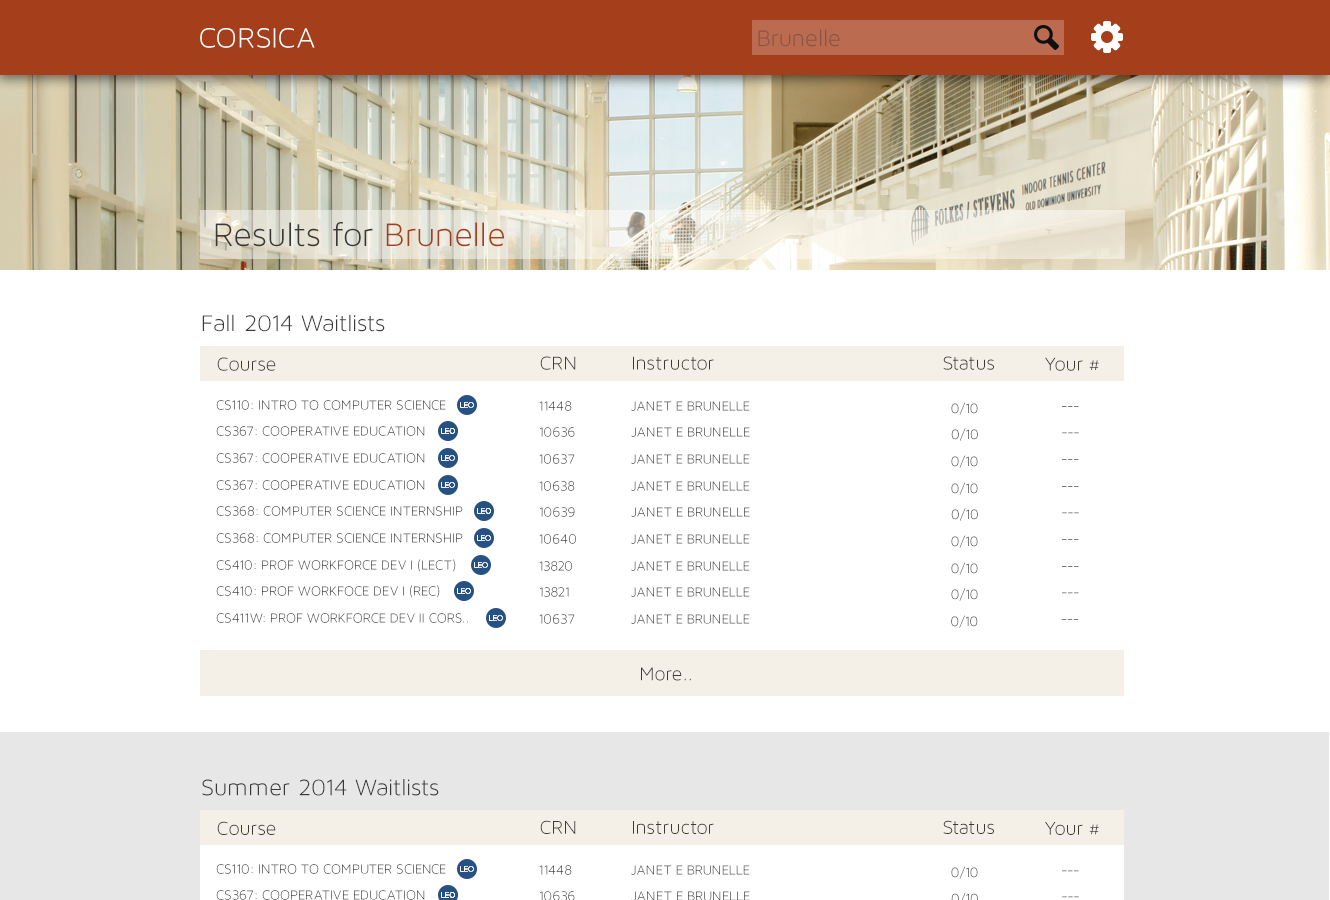 CORSICA
Brunelle
FOLKES / STEVENS INDOOR TENNIS CENTER
OLD DOMINION UNIVERSITY
Results for Brunelle
Fall 2014 Waitlists
Course CRN Instructor Status Your #
CS110: INTRO TO COMPUTER SCIENCE LEO 11448 JANET E BRUNELLE 0/10 ---
CS367: COOPERATIVE EDUCATION LEO 10636 JANET E BRUNELLE 0/10 ---
CS367: COOPERATIVE EDUCATION LEO 10637 JANET E BRUNELLE 0/10 ---
CS367: COOPERATIVE EDUCATION LEO 10638 JANET E BRUNELLE 0/10 ---
CS368: COMPUTER SCIENCE INTERNSHIP LEO 10639 JANET E BRUNELLE 0/10 ---
CS368: COMPUTER SCIENCE INTERNSHIP LEO 10640 JANET E BRUNELLE 0/10 ---
CS410: PROF WORKFORCE DEV I (LECT) LEO 13820 JANET E BRUNELLE 0/10 ---
CS410: PROF WORKFOCE DEV I (REC) LEO 13821 JANET E BRUNELLE 0/10 ---
CS411W: PROF WORKFORCE DEV II CORS.. LEO 10637 JANET E BRUNELLE 0/10 ---
More..
Summer 2014 Waitlists
Course CRN Instructor Status Your #
CS110: INTRO TO COMPUTER SCIENCE LEO 11448 JANET E BRUNELLE 0/10 ---
CS367: COOPERATIVE EDUCATION LEO 10636 JANET E BRUNELLE 0/10 ---